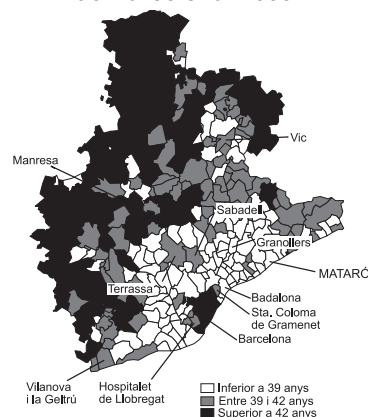 Vic
Manresa
Sabadell
Granollers
MATARÓ
Terrassa
Badalona
Sta. Coloma
de Gramenet
Barcelona
Vilanova
i la Geltrú
Hospitalet
de Llobregat
Inferior a 39 anys
Entre 39 i 42 anys
Superior a 42 anys